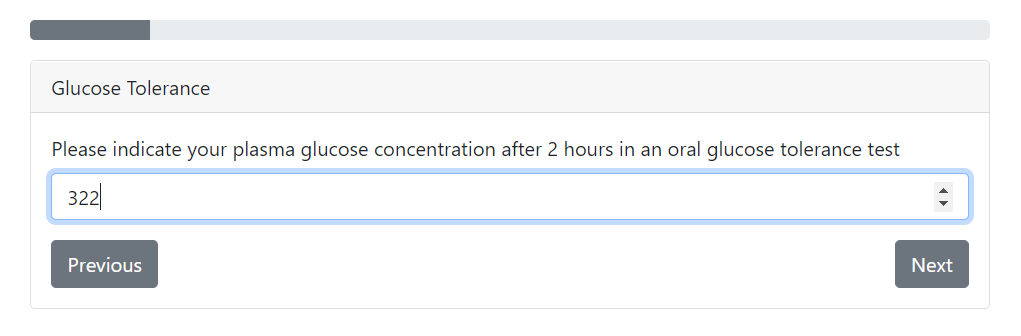 Glucose Tolerance
Please indicate your plasma glucose concentration after 2 hours in an oral glucose tolerance test
322
Previous
Next